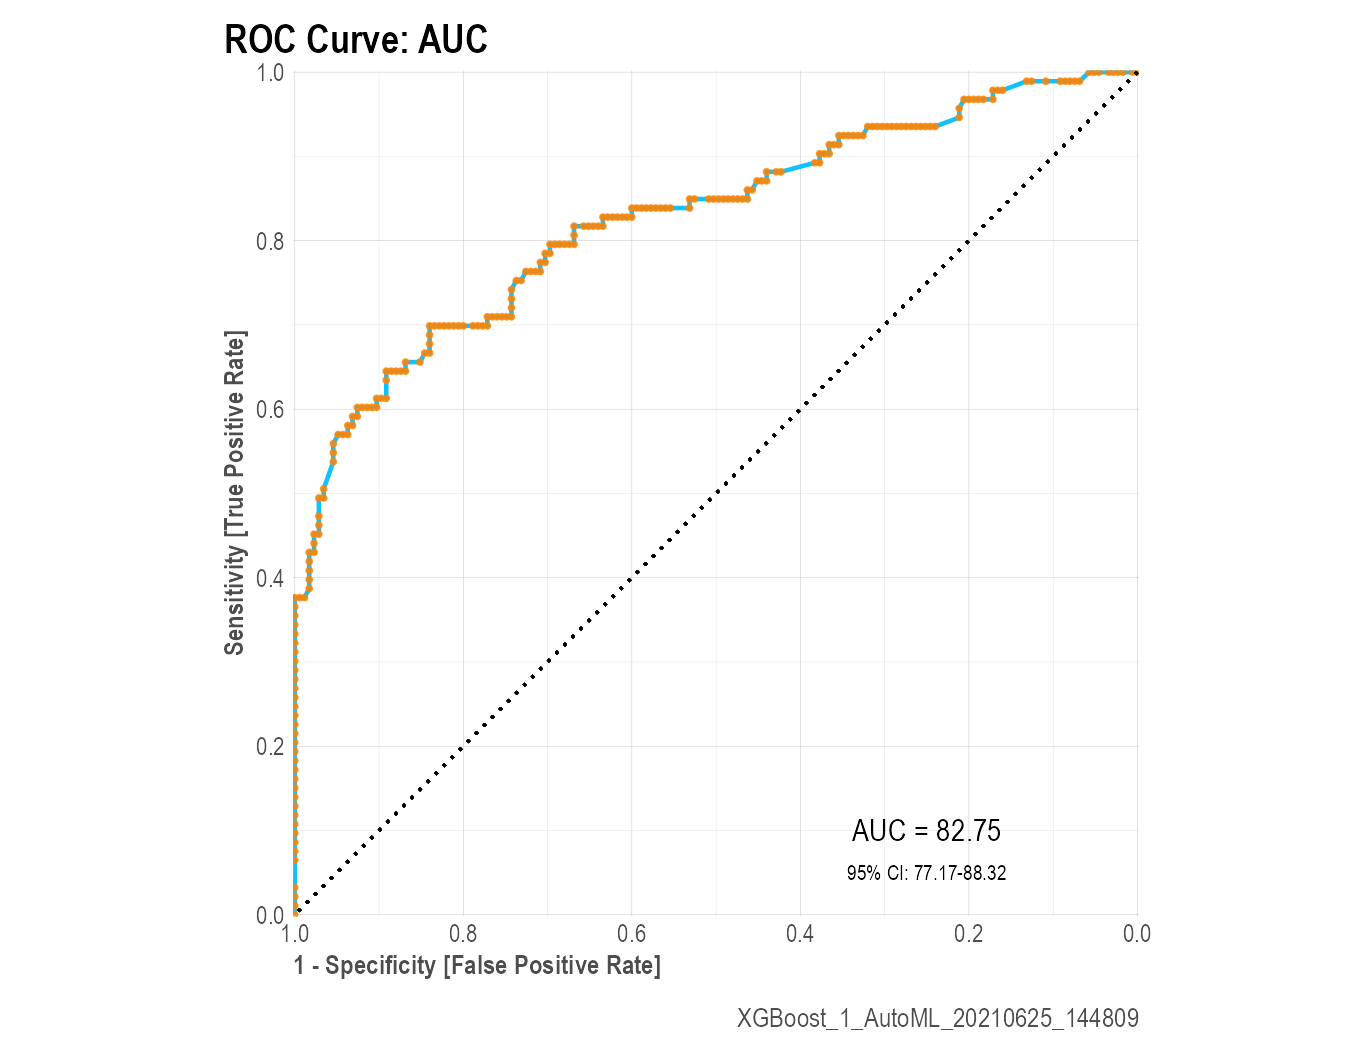 ROC Curve: AUC
1.0
0.8
0.6
0.4
0.2
0.0
Sensitivity [True Positive Rate]
AUC = 82.75
95% CI: 77.17-88.32
1.0 0.8 0.6 0.4 0.2 0.0
1 - Specificity [False Positive Rate]
XGBoost_1_AutoML_20210625_144809